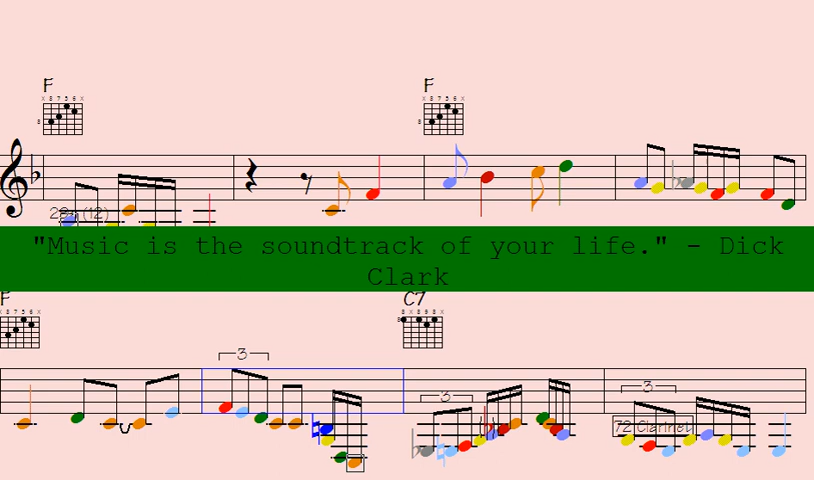 F F
"Music is the soundtrack of your life." - Dick
Clark
F C7
3
3 3
72 Clarinet